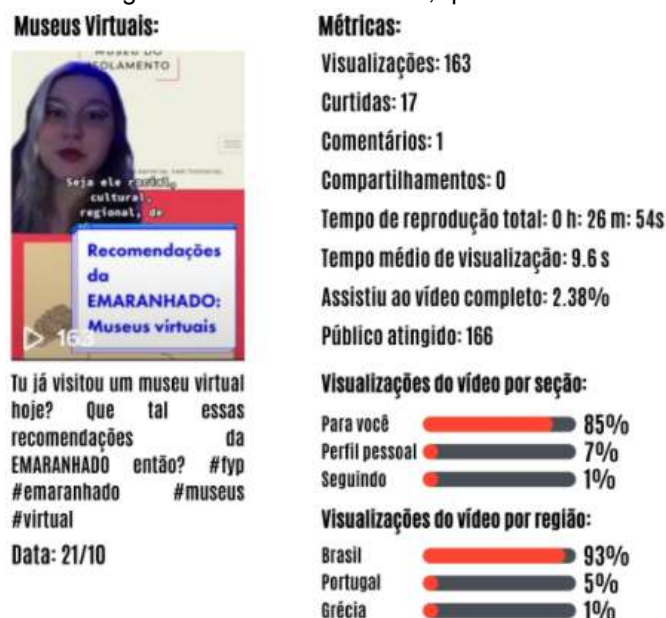 Museus Virtuais:
MUSEU DO
ISOLAMENTO
Seja ele racial,
cultural,
regional, de
Recomendações
da
EMARANHADO:
Museus virtuais
163
Tu já visitou um museu virtual
hoje? Que tal essas
recomendações da
EMARANHADO então? #fyp
#emaranhado #museus
#virtual
Data: 21/10
Métricas:
Visualizações: 163
Curtidas: 17
Comentários: 1
Compartilhamentos: 0
Tempo de reprodução total: 0 h: 26 m: 54s
Tempo médio de visualização: 9.6 s
Assistiu ao vídeo completo: 2.38%
Público atingido: 166
Visualizações do vídeo por seção:
Para você 85%
Perfil pessoal 7%
Seguindo 1%
Visualizações do vídeo por região:
Brasil 93%
Portugal 5%
Grécia 1%